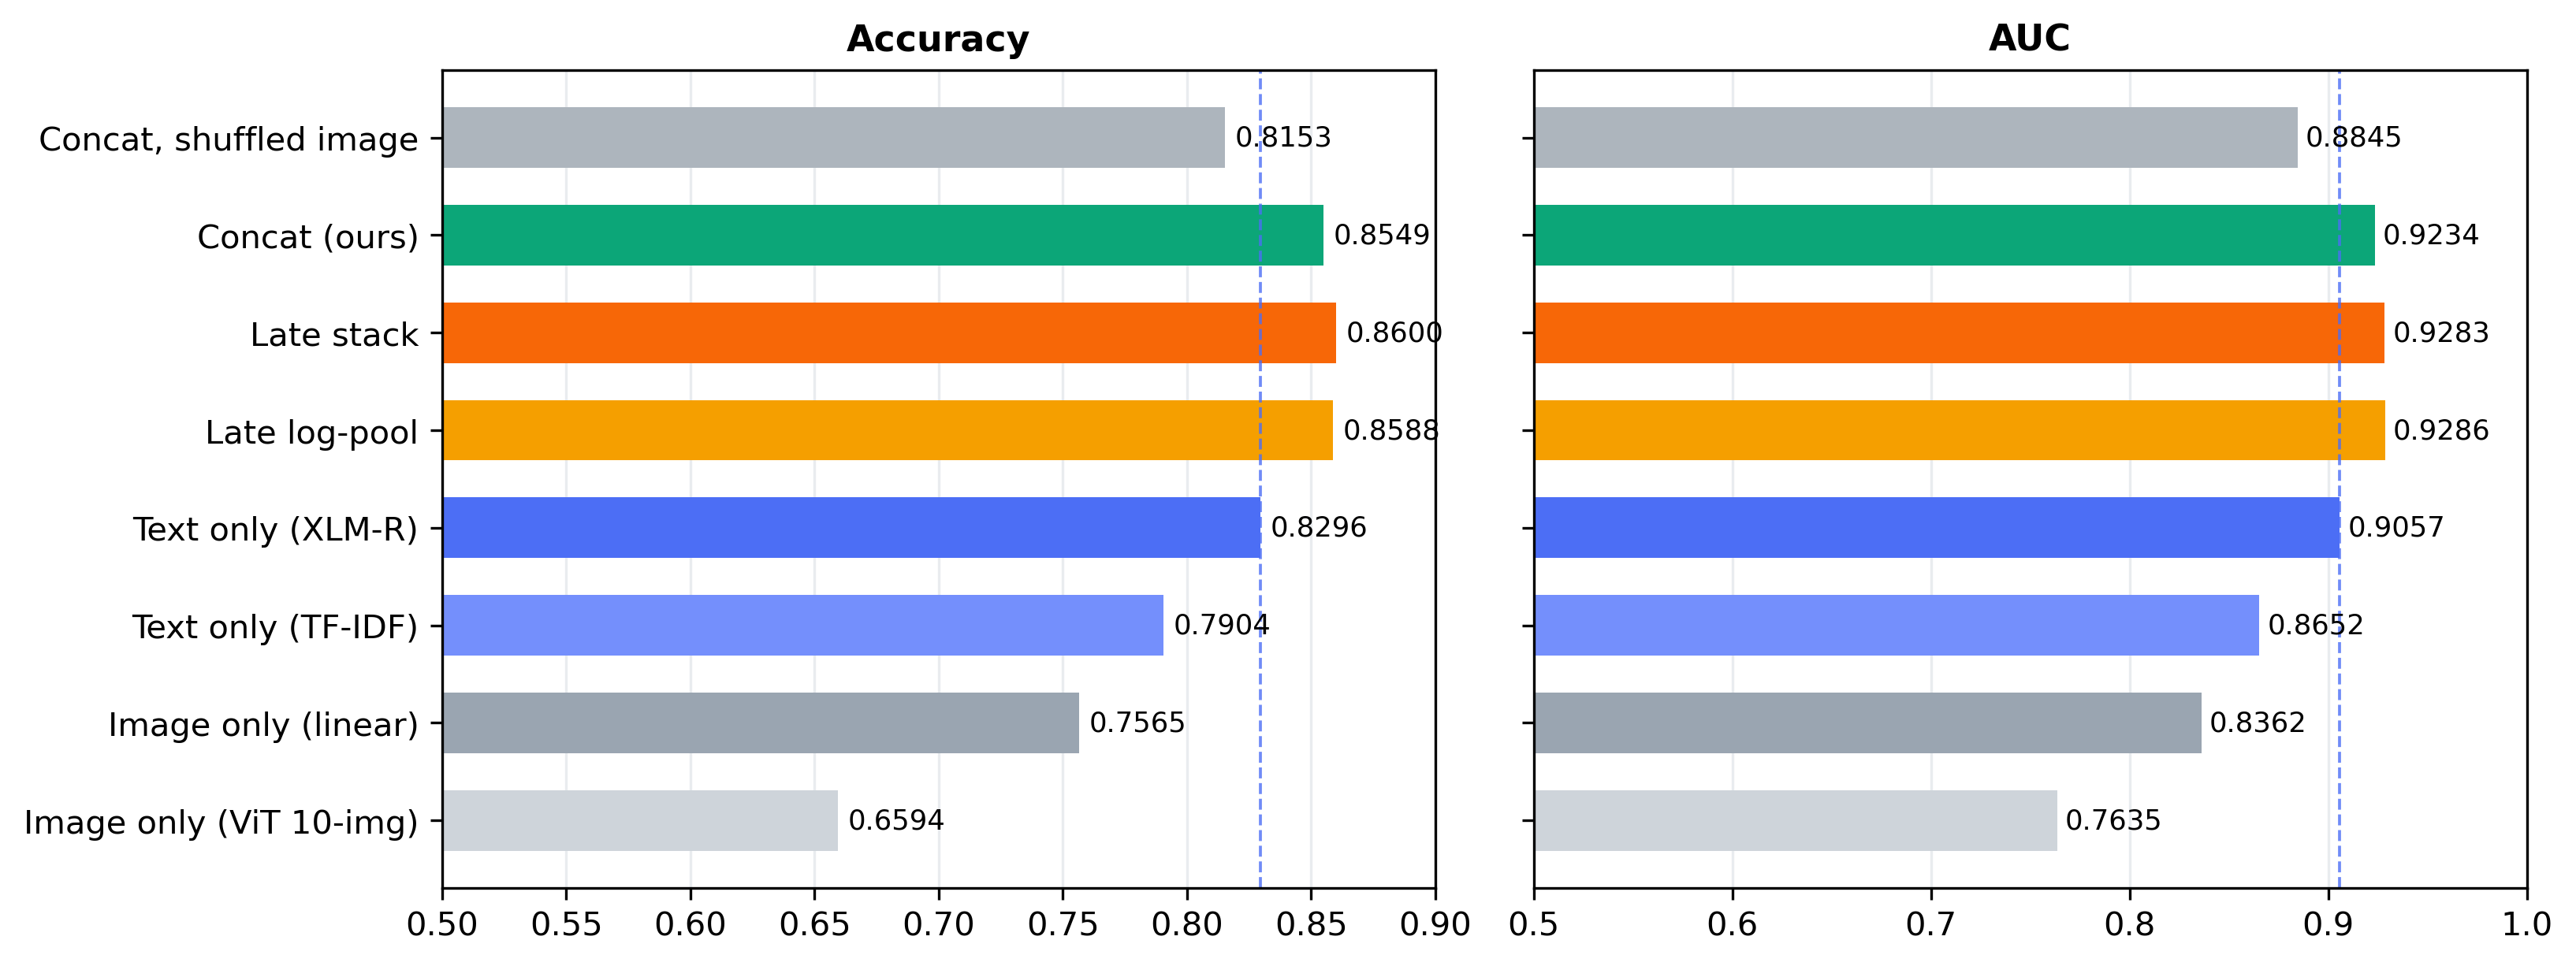 Accuracy
AUC
Concat, shuffled image
0.8153
0.8845
Concat (ours)
0.8549
0.9234
Late stack
0.8600
0.9283
Late log-pool
0.8588
0.9286
Text only (XLM-R)
0.8296
0.9057
Text only (TF-IDF)
0.7904
0.8652
Image only (linear)
0.7565
0.8362
Image only (ViT 10-img)
0.6594
0.7635
0.50 0.55 0.60 0.65 0.70 0.75 0.80 0.85 0.90
0.5 0.6 0.7 0.8 0.9 1.0